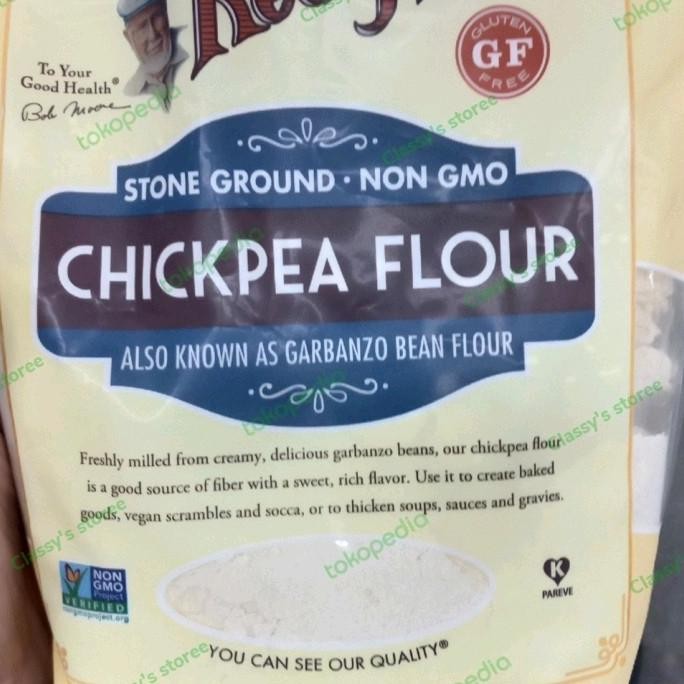 To Your
Good Health®
Bob Moore
GLUTEN
GF
FREE
STONE GROUND · NON GMO
CHICKPEA FLOUR
ALSO KNOWN AS GARBANZO BEAN FLOUR
Freshly milled from creamy, delicious garbanzo beans, our chickpea flour
is a good source of fiber with a sweet, rich flavor. Use it to create baked
goods, vegan scrambles and socca, or to thicken soups, sauces and gravies.
NON
GMO
Project
VERIFIED
nongmoproject.org
K
PAREVE
YOU CAN SEE OUR QUALITY®
tokopedia
Classy's storee